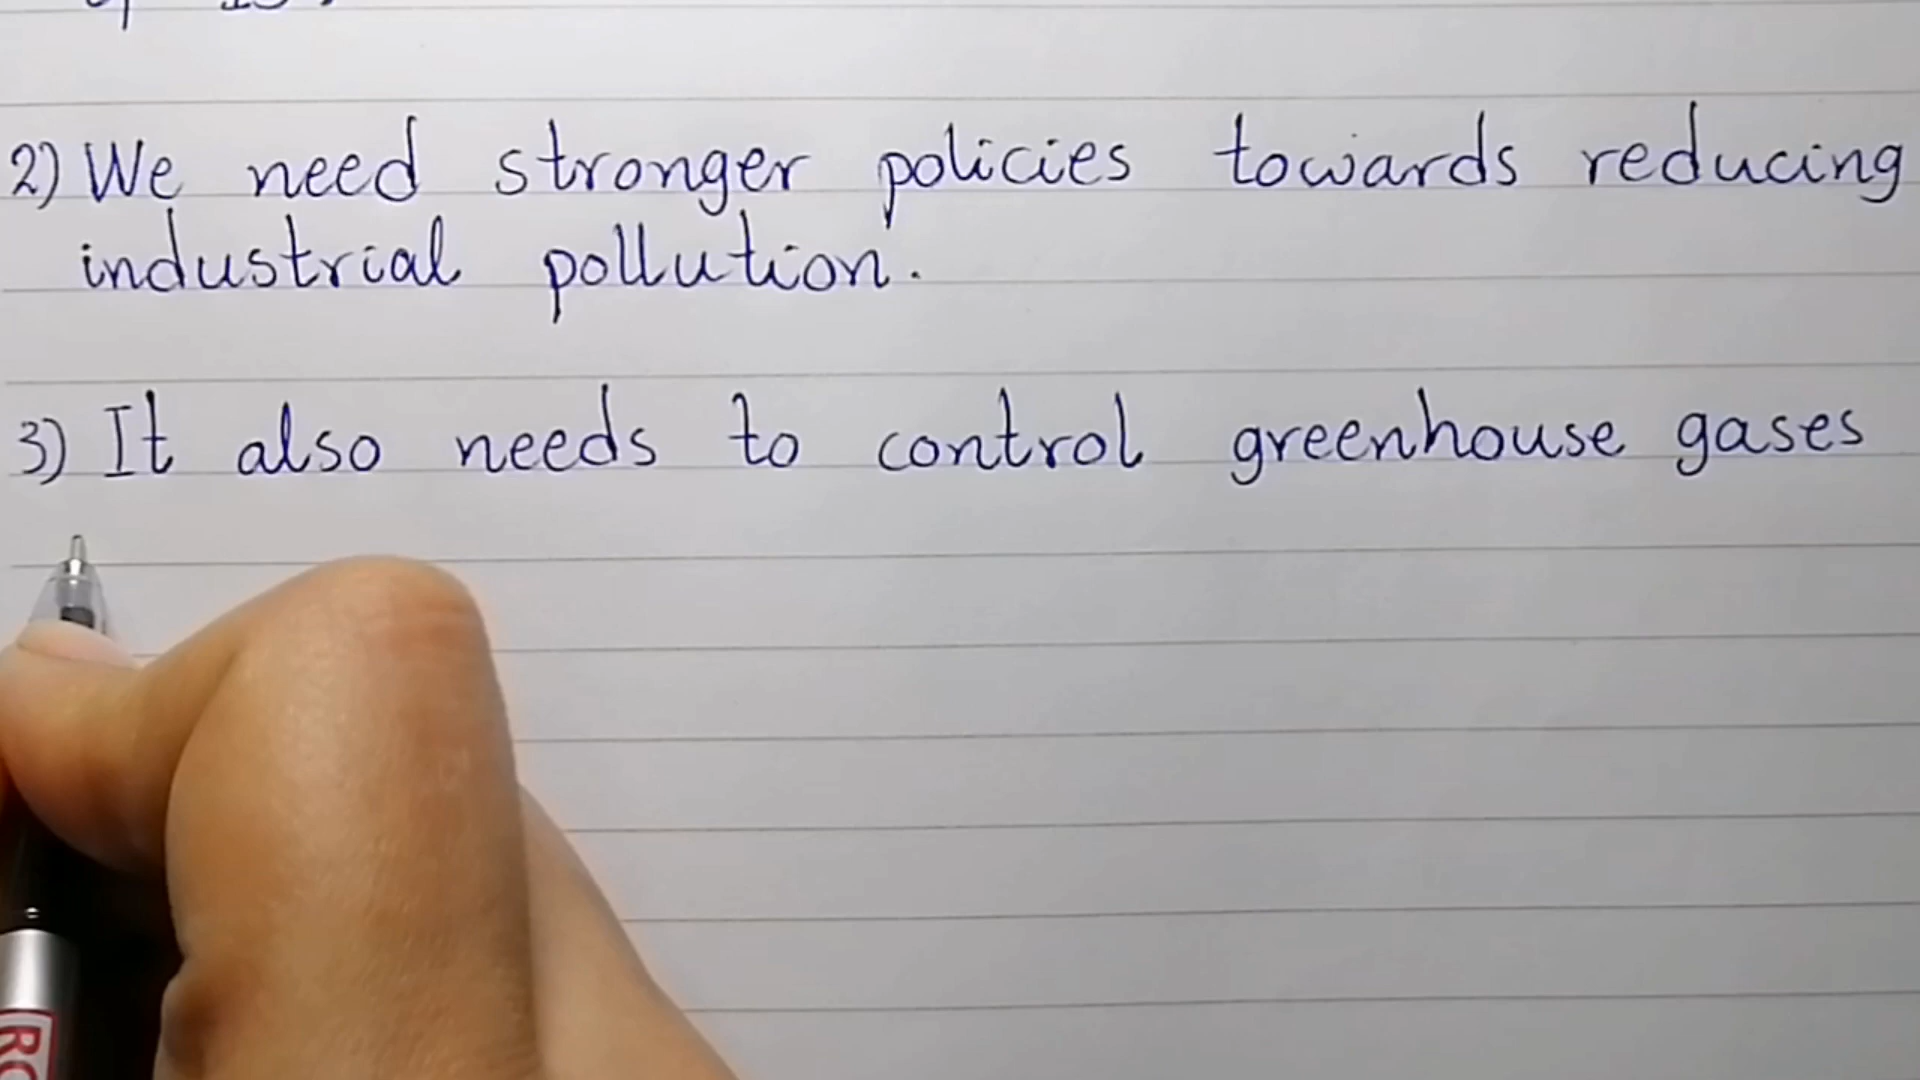 2) We need stronger policies towards reducing
industrial pollution.
3) It also needs to control greenhouse gases